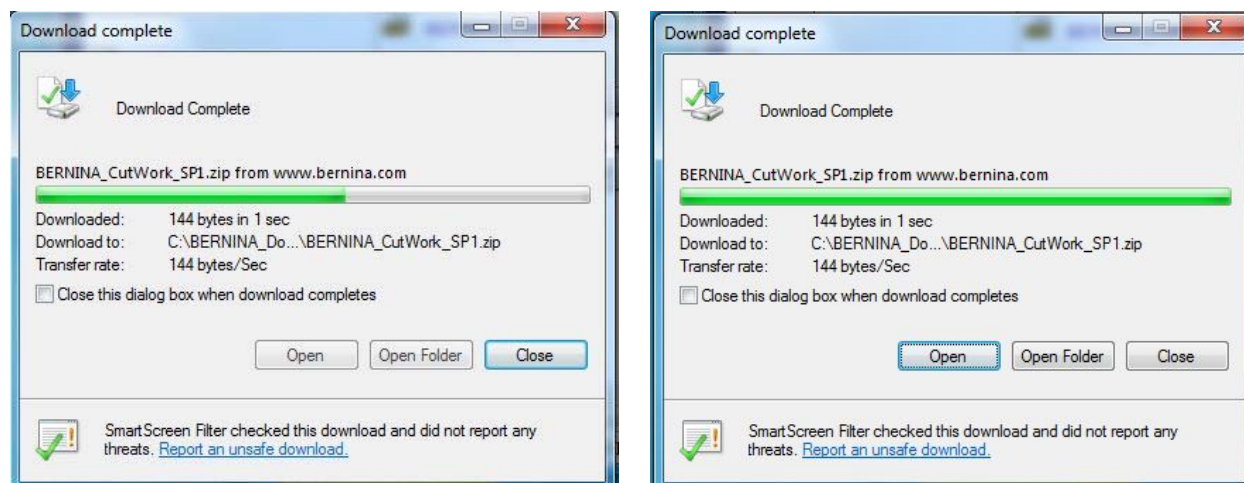 Download complete
Download Complete
BERNINA_CutWork_SP1.zip from www.bernina.com
Downloaded: 144 bytes in 1 sec
Download to: C:\BERNINA_Do...\BERNINA_CutWork_SP1.zip
Transfer rate: 144 bytes/Sec
Close this dialog box when download completes
Open Open Folder Close
SmartScreen Filter checked this download and did not report any
threats. Report an unsafe download.
Download complete
Download Complete
BERNINA_CutWork_SP1.zip from www.bernina.com
Downloaded: 144 bytes in 1 sec
Download to: C:\BERNINA_Do...\BERNINA_CutWork_SP1.zip
Transfer rate: 144 bytes/Sec
Close this dialog box when download completes
Open Open Folder Close
SmartScreen Filter checked this download and did not report any
threats. Report an unsafe download.